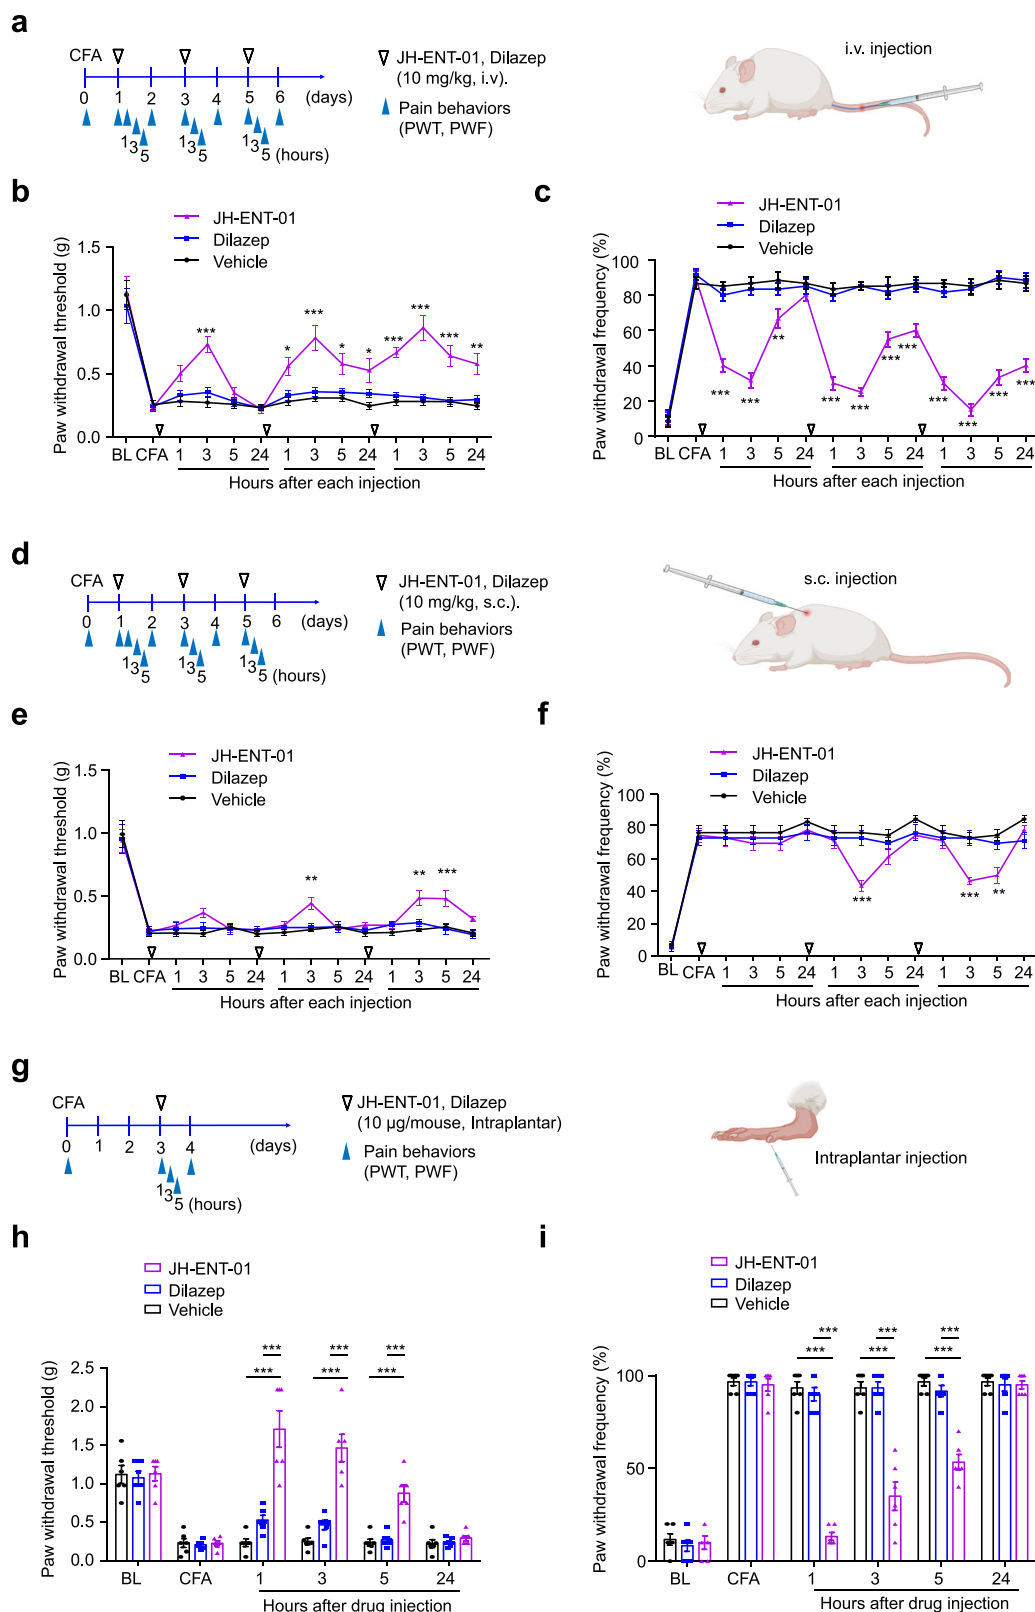 a
CFA
0 1 2 3 4 5 6 (days)
1 3 5 1 3 5 1 3 5 (hours)
JH-ENT-01, Dilazep
(10 mg/kg, i.v).
Pain behaviors
(PWT, PWF)
i.v. injection
b
JH-ENT-01
Dilazep
Vehicle
Paw withdrawal threshold (g)
1.5
1.0
0.5
0.0
*** * *** * * *** *** *** **
BL CFA 1 3 5 24 1 3 5 24 1 3 5 24
Hours after each injection
c
JH-ENT-01
Dilazep
Vehicle
Paw withdrawal frequency (%)
100
80
60
40
20
0
*** *** ** *** *** *** *** *** *** *** ***
BL CFA 1 3 5 24 1 3 5 24 1 3 5 24
Hours after each injection
d
CFA
0 1 2 3 4 5 6 (days)
1 3 5 1 3 5 1 3 5 (hours)
JH-ENT-01, Dilazep
(10 mg/kg, s.c.).
Pain behaviors
(PWT, PWF)
s.c. injection
e
JH-ENT-01
Dilazep
Vehicle
Paw withdrawal threshold (g)
1.5
1.0
0.5
0.0
** ** ***
BL CFA 1 3 5 24 1 3 5 24 1 3 5 24
Hours after each injection
f
JH-ENT-01
Dilazep
Vehicle
Paw withdrawal frequency (%)
100
80
60
40
20
0
*** *** **
BL CFA 1 3 5 24 1 3 5 24 1 3 5 24
Hours after each injection
g
CFA
0 1 2 3 4 (days)
1 3 5 (hours)
JH-ENT-01, Dilazep
(10 µg/mouse, Intraplantar)
Pain behaviors
(PWT, PWF)
Intraplantar injection
h
JH-ENT-01
Dilazep
Vehicle
Paw withdrawal threshold (g)
2.5
2.0
1.5
1.0
0.5
0.0
*** *** ***
*** *** ***
BL CFA 1 3 5 24
Hours after drug injection
i
JH-ENT-01
Dilazep
Vehicle
Paw withdrawal frequency (%)
100
50
0
*** *** ***
*** *** ***
BL CFA 1 3 5 24
Hours after drug injection